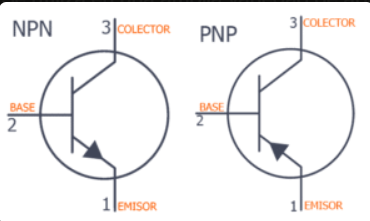 NPN
3 COLECTOR
BASE
2
1 EMISOR
PNP
3 COLECTOR
BASE
2
1 EMISOR